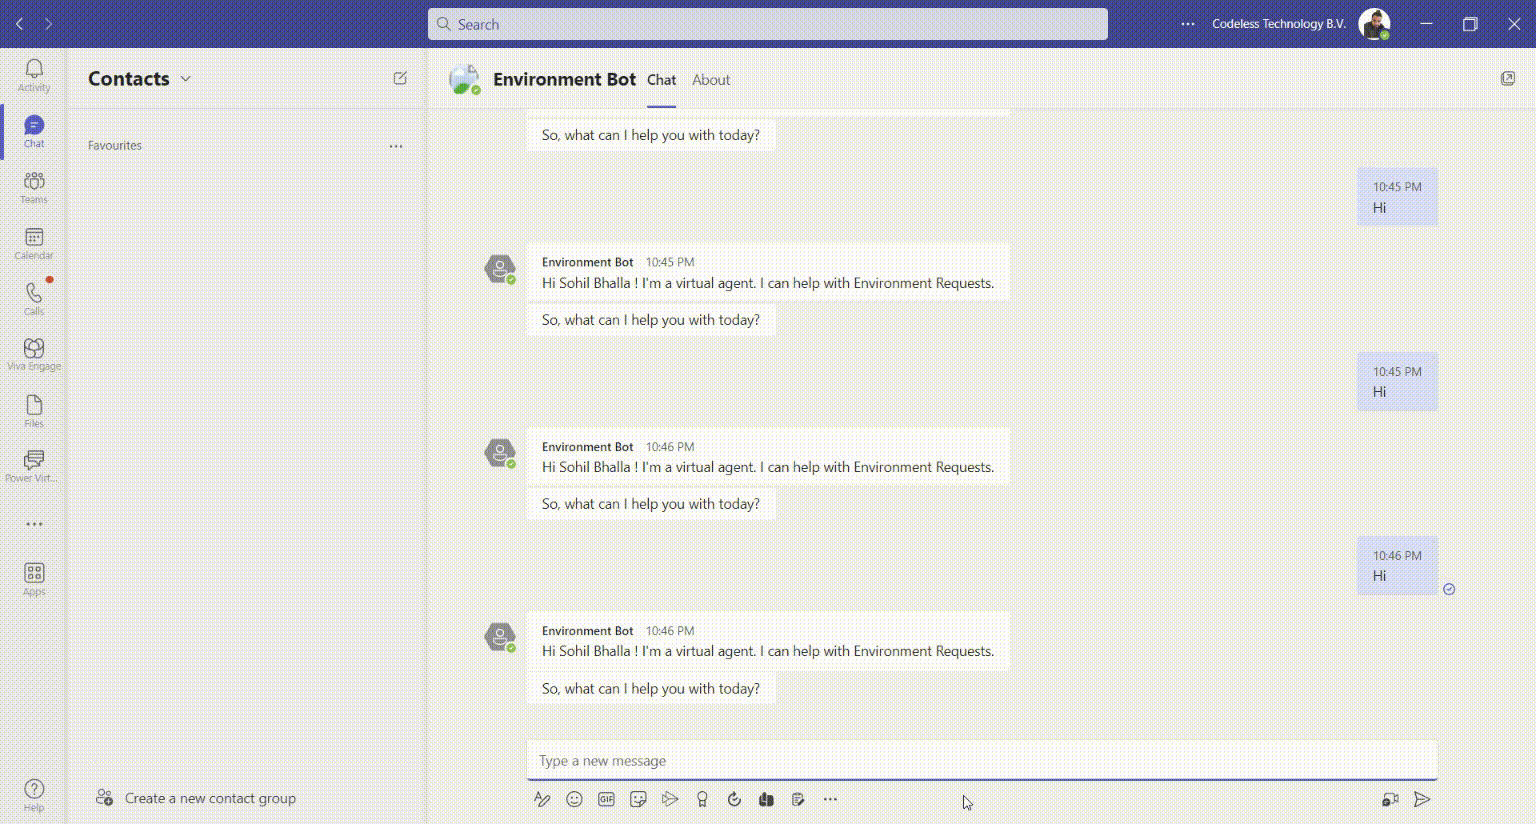 Search
Codeless Technology B.V.
Activity
Chat
Teams
Calendar
Calls
Viva Engage
Files
Power Virt...
Apps
Help
Contacts
Favourites
Create a new contact group
Environment Bot Chat About
So, what can I help you with today?
10:45 PM
Hi
Environment Bot 10:45 PM
Hi Sohil Bhalla ! I'm a virtual agent. I can help with Environment Requests.
So, what can I help you with today?
10:45 PM
Hi
Environment Bot 10:46 PM
Hi Sohil Bhalla ! I'm a virtual agent. I can help with Environment Requests.
So, what can I help you with today?
10:46 PM
Hi
Environment Bot 10:46 PM
Hi Sohil Bhalla ! I'm a virtual agent. I can help with Environment Requests.
So, what can I help you with today?
Type a new message
GIF